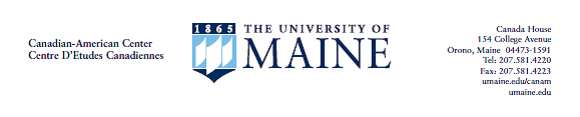 Canadian-American Center
Centre D'Etudes Canadiennes
1865
THE UNIVERSITY OF
MAINE
Canada House
154 College Avenue
Orono, Maine 04473-1591
Tel: 207.581.4220
Fax: 207.581.4223
umaine.edu/canam
umaine.edu